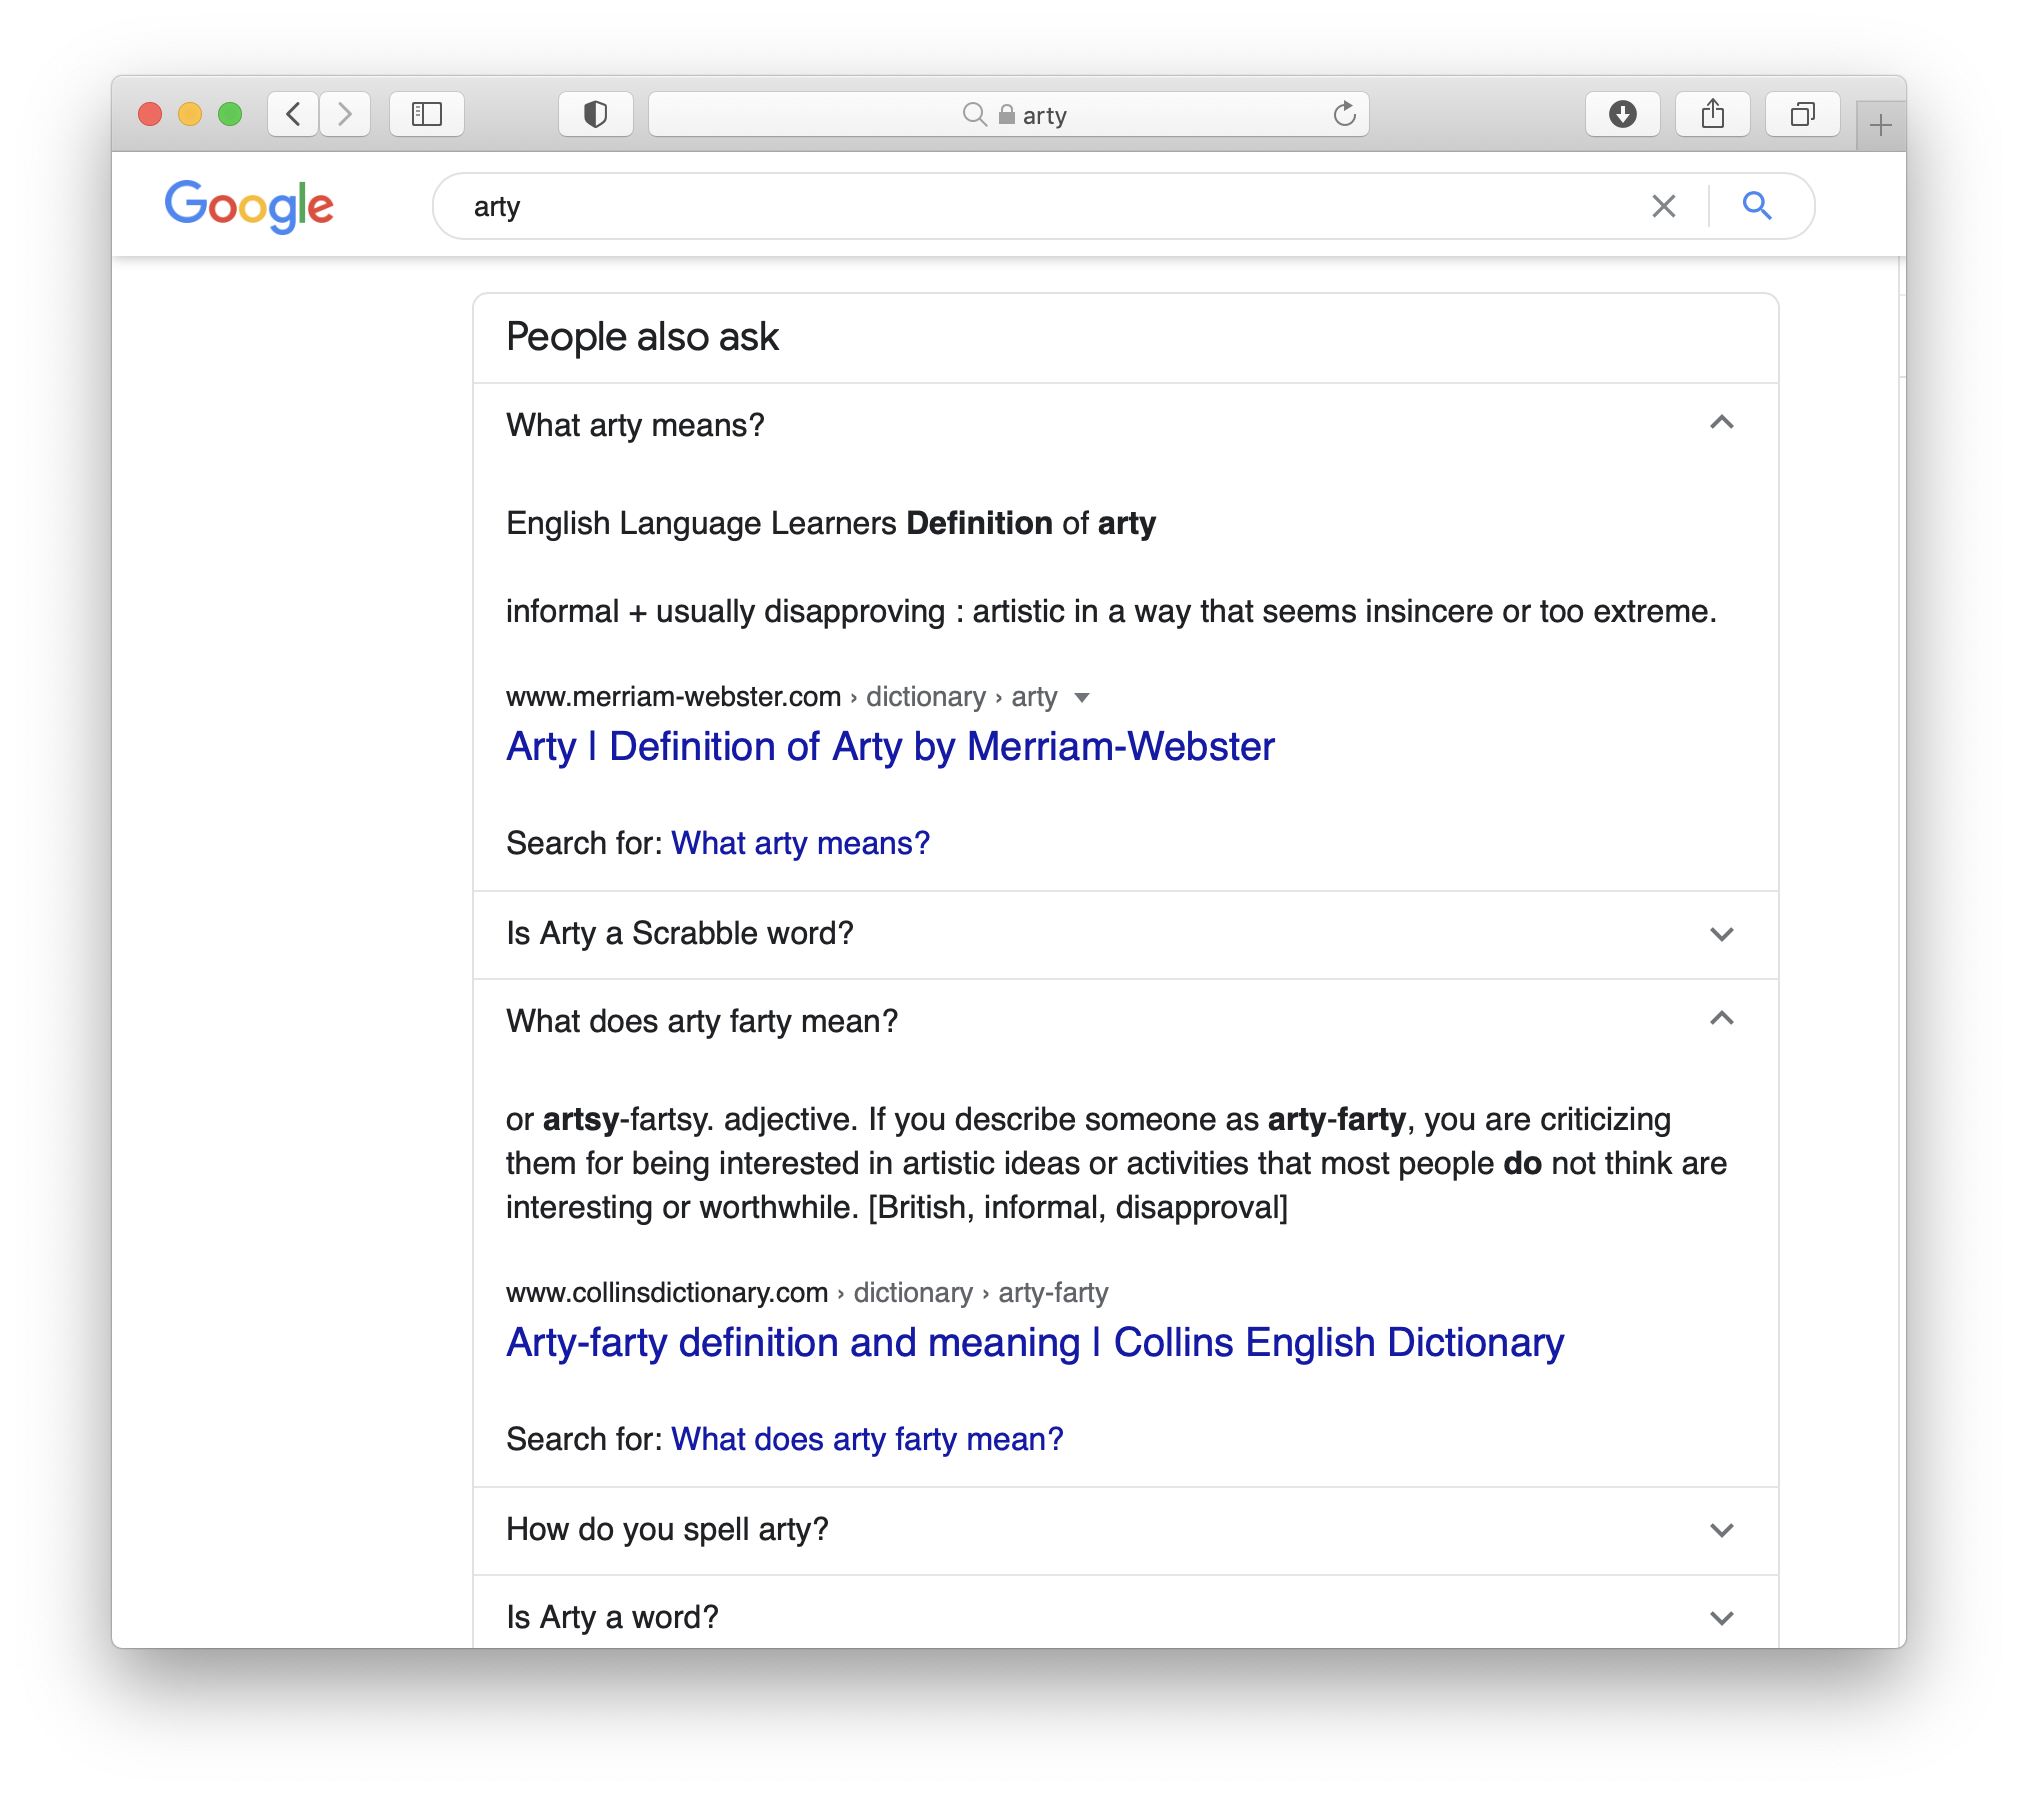 arty
Google
arty
People also ask
What arty means?
English Language Learners Definition of arty
informal + usually disapproving : artistic in a way that seems insincere or too extreme.
www.merriam-webster.com › dictionary › arty
Arty | Definition of Arty by Merriam-Webster
Search for: What arty means?
Is Arty a Scrabble word?
What does arty farty mean?
or artsy-fartsy. adjective. If you describe someone as arty-farty, you are criticizing
them for being interested in artistic ideas or activities that most people do not think are
interesting or worthwhile. [British, informal, disapproval]
www.collinsdictionary.com › dictionary › arty-farty
Arty-farty definition and meaning | Collins English Dictionary
Search for: What does arty farty mean?
How do you spell arty?
Is Arty a word?